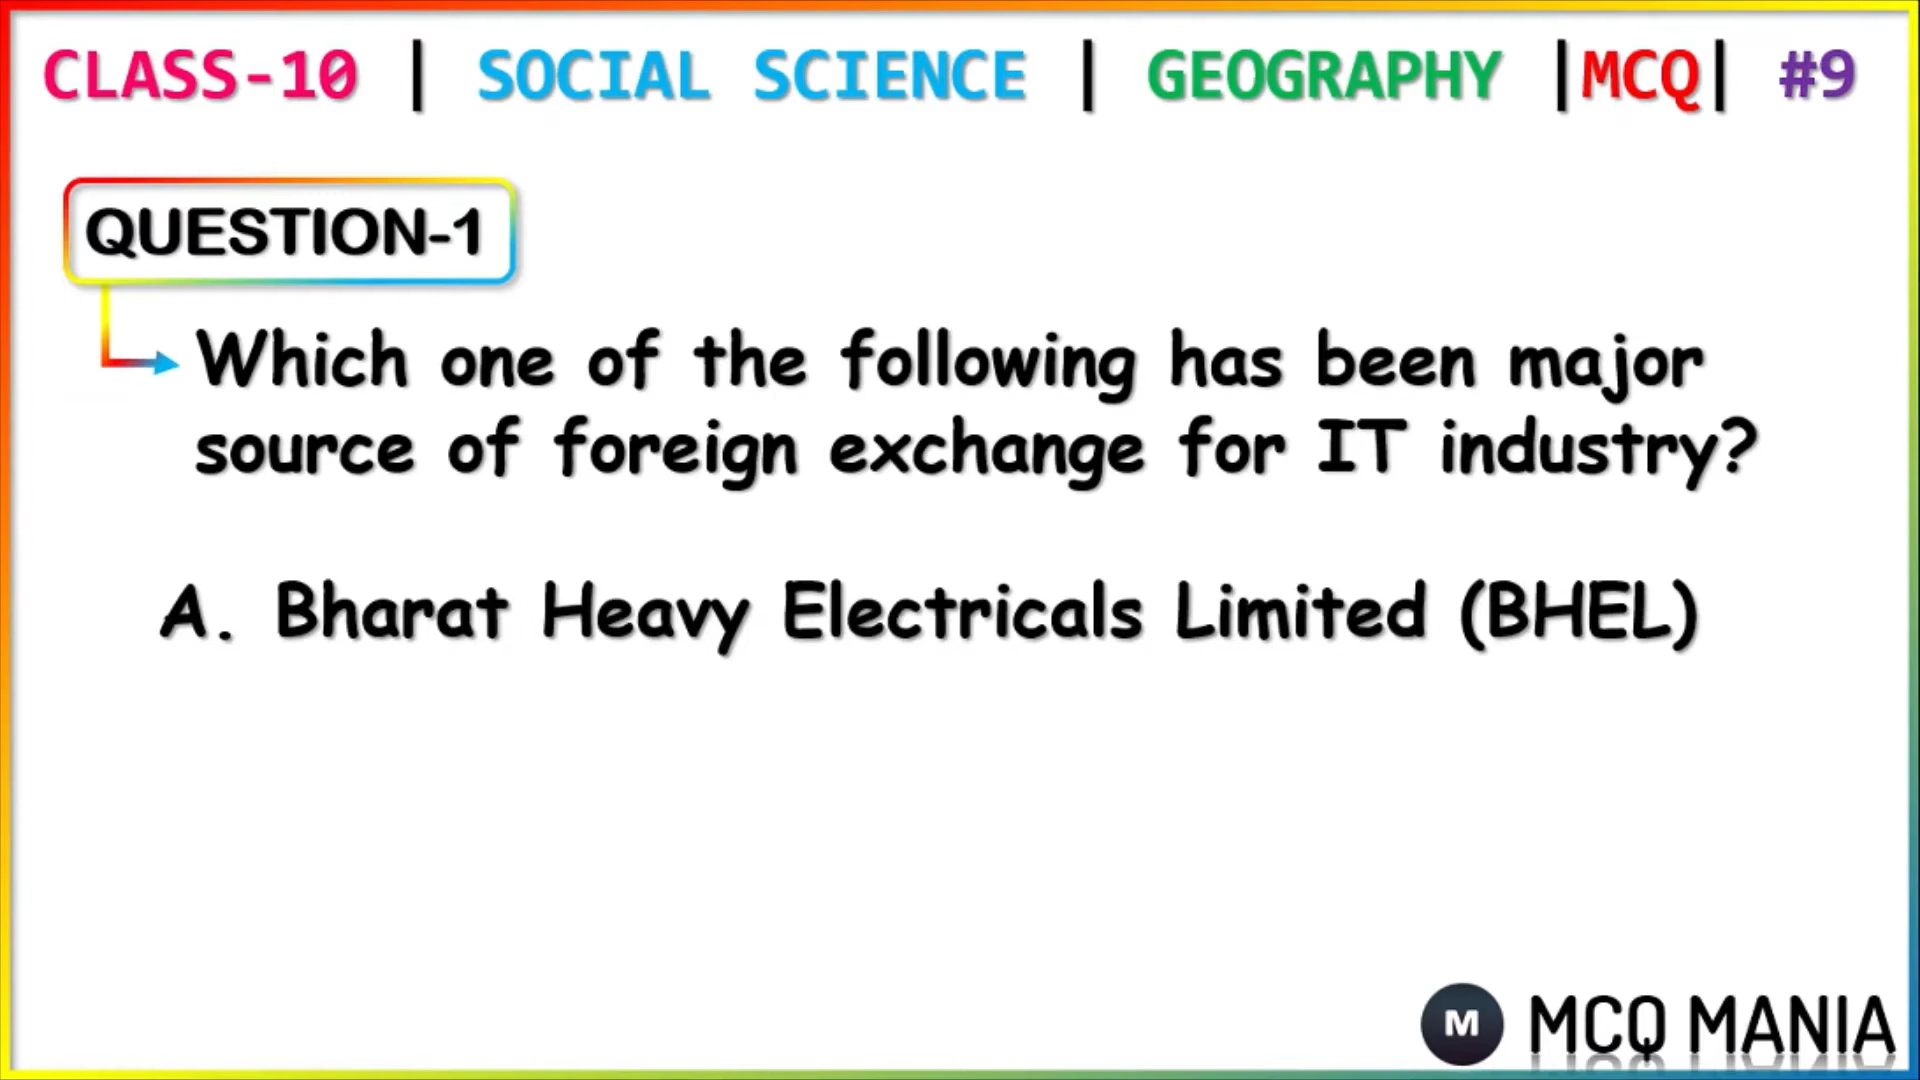 CLASS-10 | SOCIAL SCIENCE | GEOGRAPHY |MCQ| #9
QUESTION-1
Which one of the following has been major
source of foreign exchange for IT industry?
A. Bharat Heavy Electricals Limited (BHEL)
M MCQ MANIA